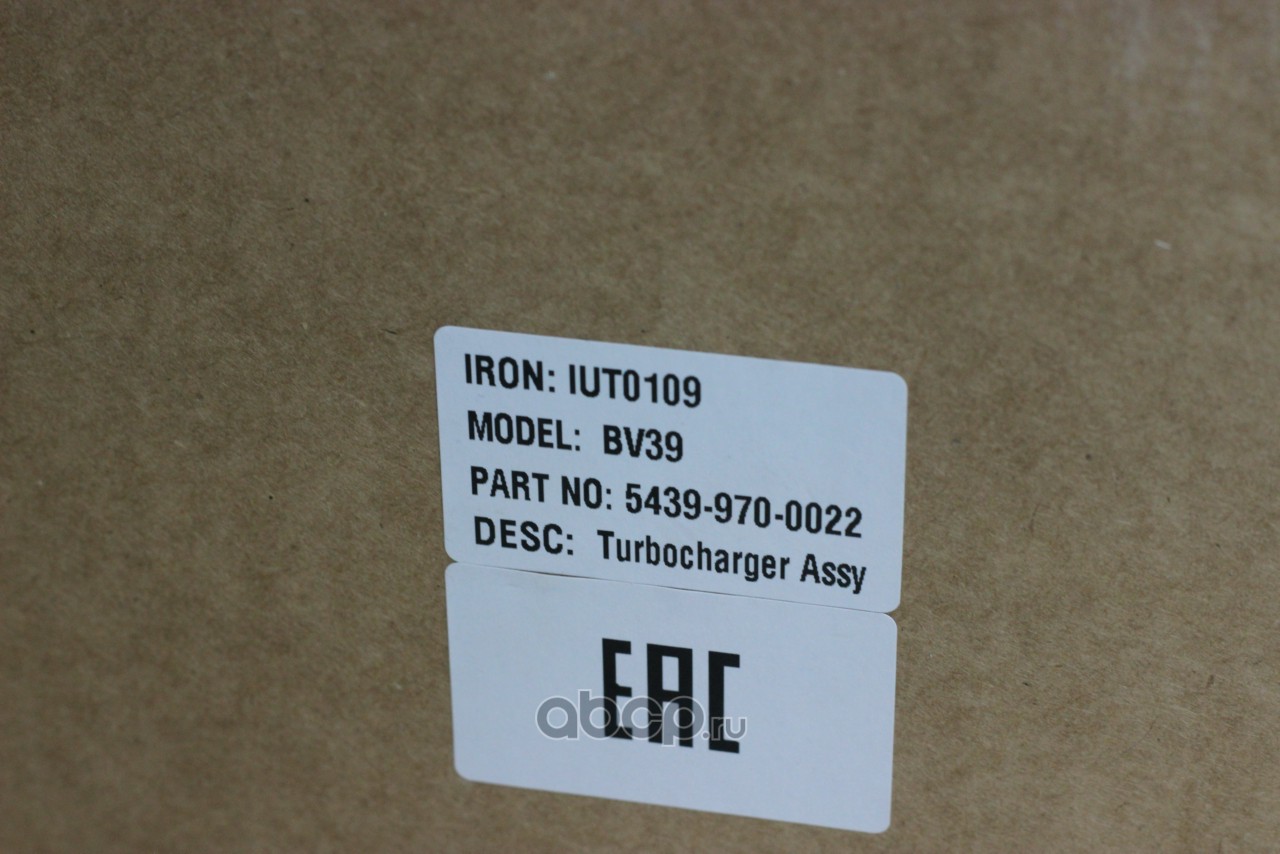 IRON: IUT0109
MODEL: BV39
PART NO: 5439-970-0022
DESC: Turbocharger Assy
EAC
abcp.ru